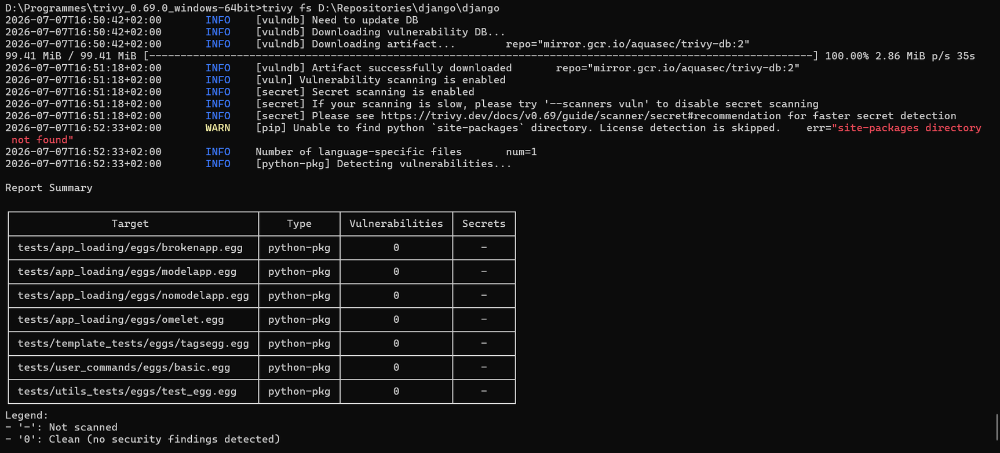 D:\Programmes\trivy_0.69.0_windows-64bit>trivy fs D:\Repositories\django\django
2026-07-07T16:50:42+02:00 INFO [vulndb] Need to update DB
2026-07-07T16:50:42+02:00 INFO [vulndb] Downloading vulnerability DB...
2026-07-07T16:50:42+02:00 INFO [vulndb] Downloading artifact... repo="mirror.gcr.io/aquasec/trivy-db:2"
99.41 MiB / 99.41 MiB [----------------------------------------------------------------------------------------------------------] 100.00% 2.86 MiB p/s 35s
2026-07-07T16:51:18+02:00 INFO [vulndb] Artifact successfully downloaded repo="mirror.gcr.io/aquasec/trivy-db:2"
2026-07-07T16:51:18+02:00 INFO [vuln] Vulnerability scanning is enabled
2026-07-07T16:51:18+02:00 INFO [secret] Secret scanning is enabled
2026-07-07T16:51:18+02:00 INFO [secret] If your scanning is slow, please try '--scanners vuln' to disable secret scanning
2026-07-07T16:51:18+02:00 INFO [secret] Please see https://trivy.dev/docs/v0.69/guide/scanner/secret#recommendation for faster secret detection
2026-07-07T16:52:33+02:00 WARN [pip] Unable to find python `site-packages` directory. License detection is skipped. err="site-packages directory
not found"
2026-07-07T16:52:33+02:00 INFO Number of language-specific files num=1
2026-07-07T16:52:33+02:00 INFO [python-pkg] Detecting vulnerabilities...
Report Summary
Target Type Vulnerabilities Secrets
tests/app_loading/eggs/brokenapp.egg python-pkg 0 -
tests/app_loading/eggs/modelapp.egg python-pkg 0 -
tests/app_loading/eggs/nomodelapp.egg python-pkg 0 -
tests/app_loading/eggs/omelet.egg python-pkg 0 -
tests/template_tests/eggs/tagsegg.egg python-pkg 0 -
tests/user_commands/eggs/basic.egg python-pkg 0 -
tests/utils_tests/eggs/test_egg.egg python-pkg 0 -
Legend:
- '-': Not scanned
- '0': Clean (no security findings detected)